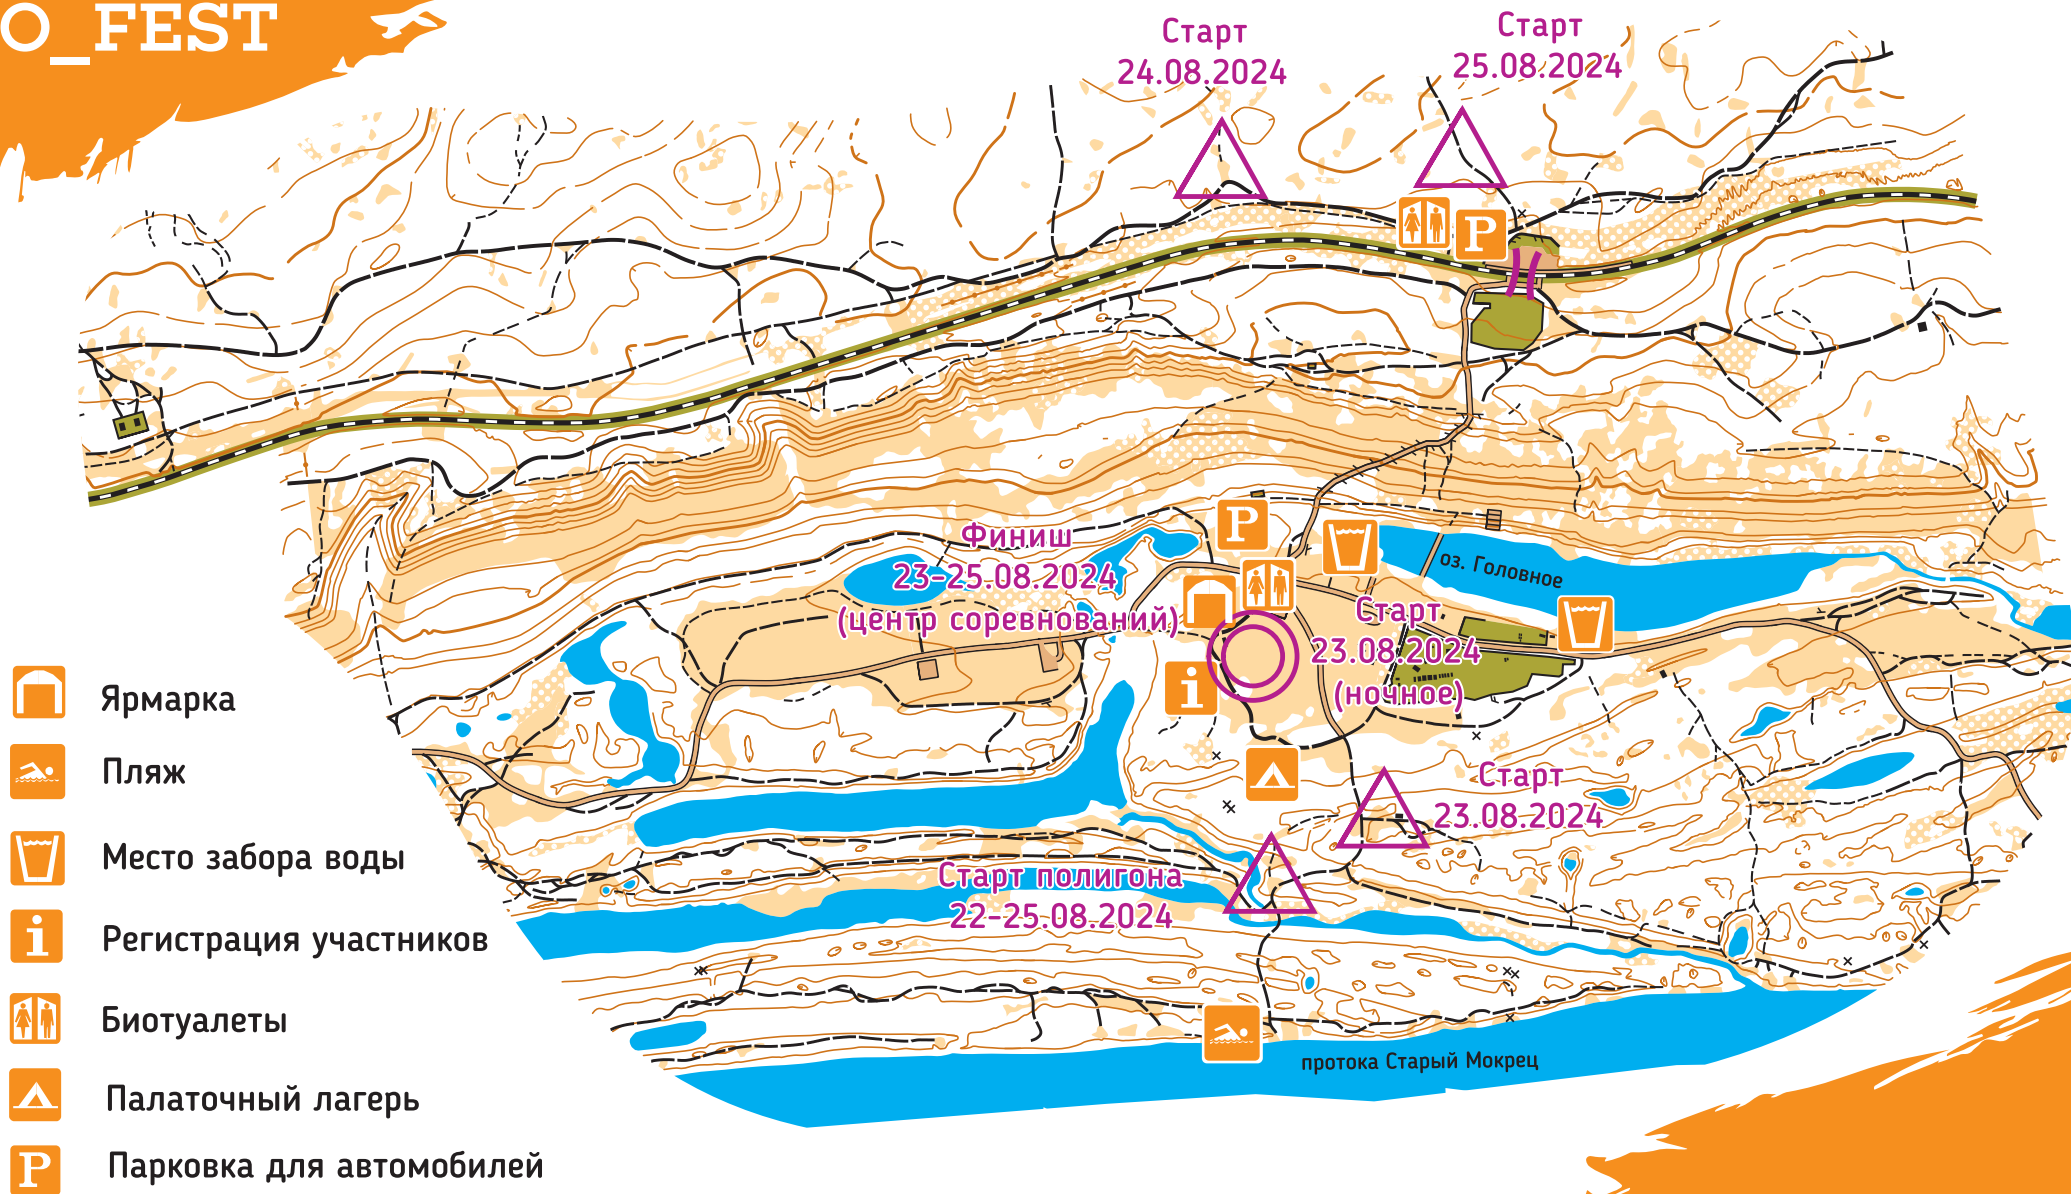 O_FEST
Старт
24.08.2024
Старт
25.08.2024
P
P
Финиш
23-25.08.2024
(центр соревнований)
оз. Головное
Старт
23.08.2024
(ночное)
i
Старт
23.08.2024
Старт полигона
22-25.08.2024
протока Старый Мокрец
Ярмарка
Пляж
Место забора воды
i
Регистрация участников
Биотуалеты
Палаточный лагерь
P
Парковка для автомобилей